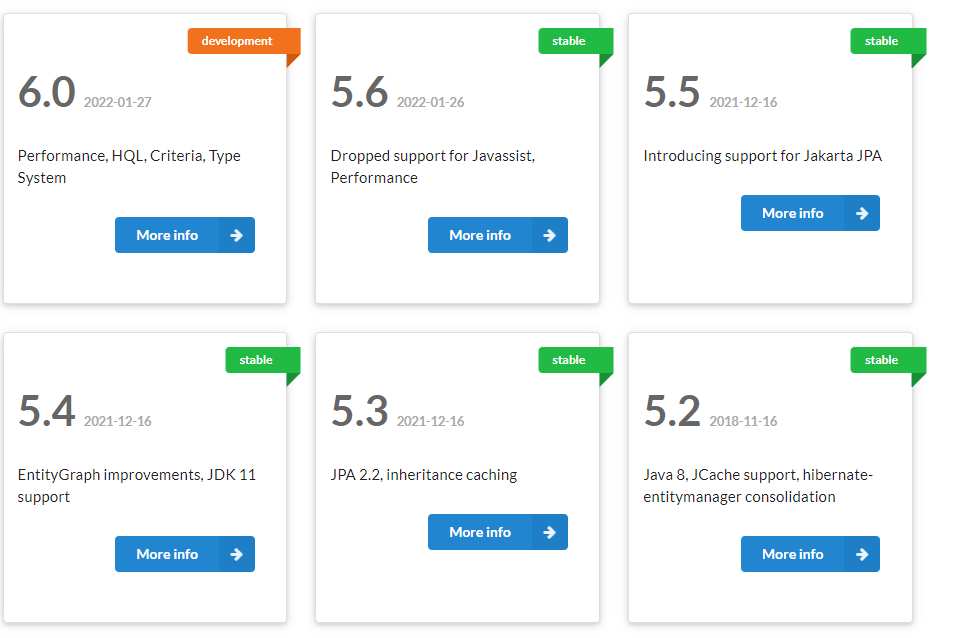 development
6.0 2022-01-27
Performance, HQL, Criteria, Type
System
More info
stable
5.6 2022-01-26
Dropped support for Javassist,
Performance
More info
stable
5.5 2021-12-16
Introducing support for Jakarta JPA
More info
stable
5.4 2021-12-16
EntityGraph improvements, JDK 11
support
More info
stable
5.3 2021-12-16
JPA 2.2, inheritance caching
More info
stable
5.2 2018-11-16
Java 8, JCache support, hibernate-
entitymanager consolidation
More info